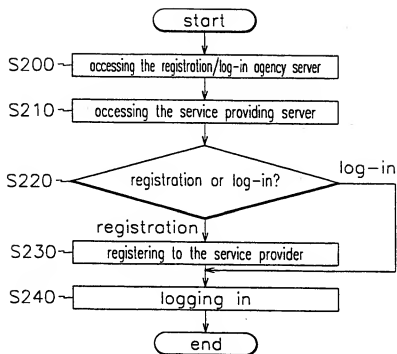 start
S200 accessing the registration/log-in agency server
S210 accessing the service providing server
S220 registration or log-in?
log-in
registration
S230 registering to the service provider
S240 logging in
end